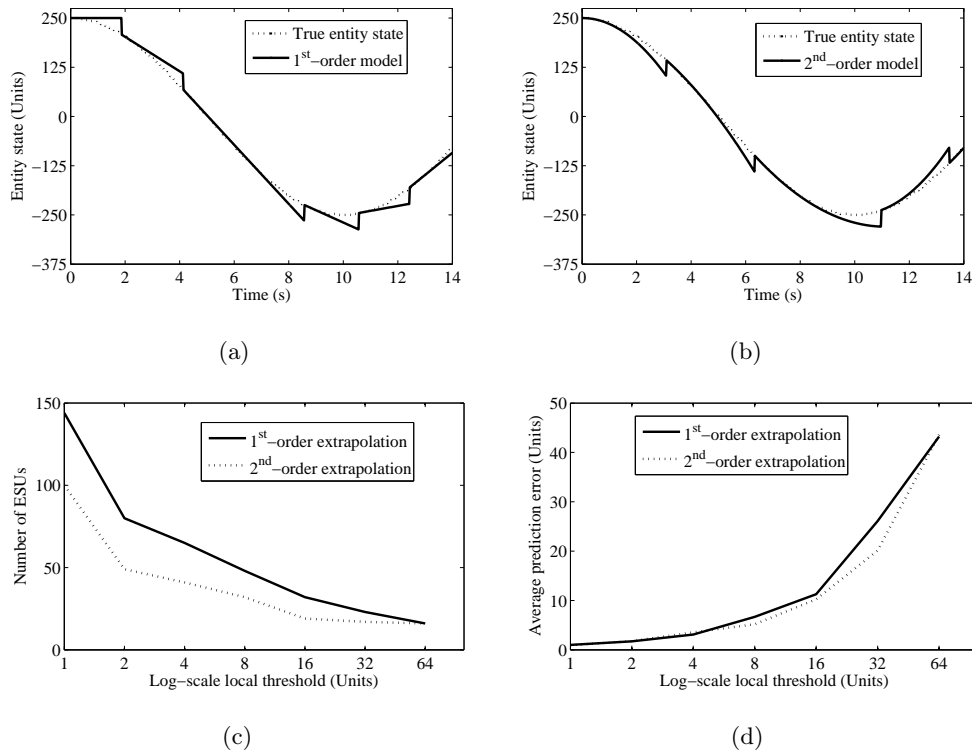 250
125
0
−125
−250
−375
0
2
4
6
8
10
12
14
Time (s)
Entity state (Units)
True entity state
1st−order model
(a)
250
125
0
−125
−250
−375
0
2
4
6
8
10
12
14
Time (s)
Entity state (Units)
True entity state
2nd−order model
(b)
150
100
50
0
1
2
4
8
16
32
64
Log−scale local threshold (Units)
Number of ESUs
1st−order extrapolation
2nd−order extrapolation
(c)
50
40
30
20
10
0
1
2
4
8
16
32
64
Log−scale local threshold (Units)
Average prediction error (Units)
1st−order extrapolation
2nd−order extrapolation
(d)